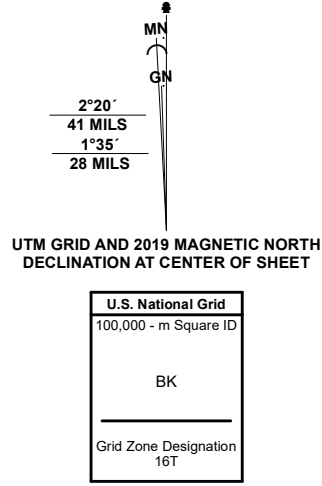 MN
GN
2°20´
41 MILS
1°35´
28 MILS
UTM GRID AND 2019 MAGNETIC NORTH
DECLINATION AT CENTER OF SHEET
U.S. National Grid
100,000 - m Square ID
BK
Grid Zone Designation
16T